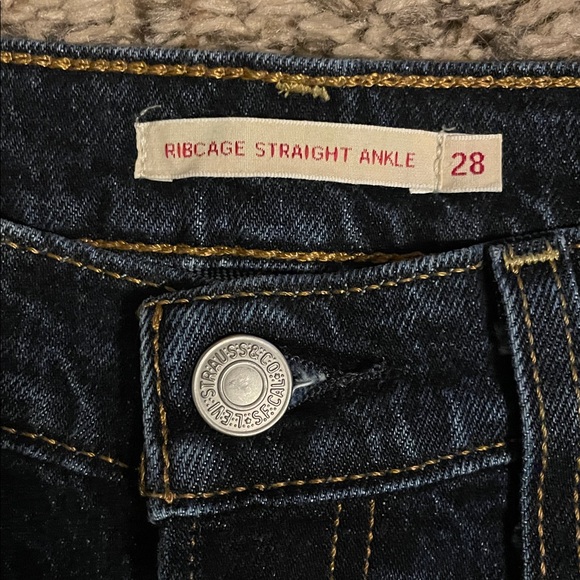 RIBCAGE STRAIGHT ANKLE 28
LEVI STRAUSS & CO. S.F. CAL.